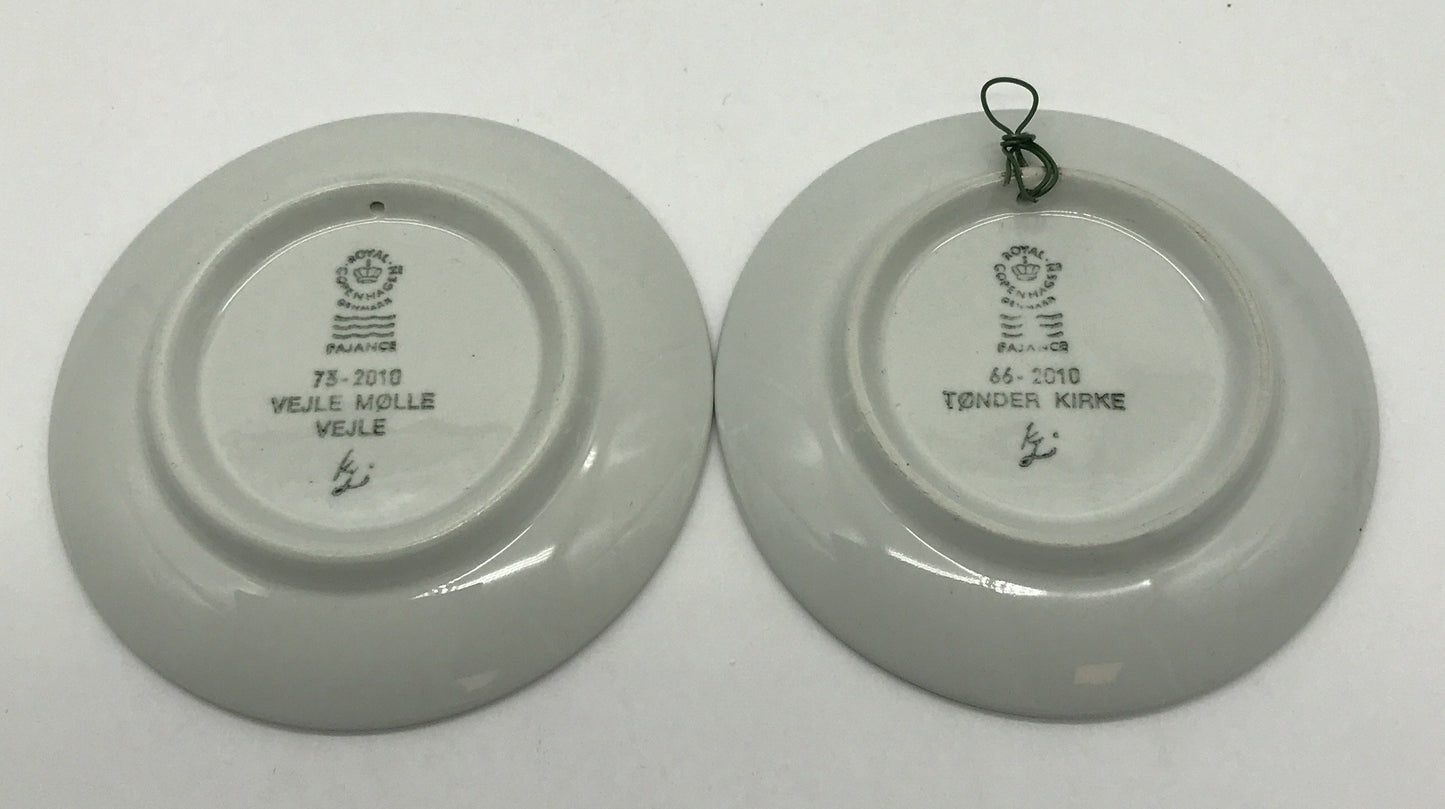 ROYAL
COPENHAGEN
DENMARK
FAJANCE
73-2010
VEJLE MØLLE
VEJLE
ROYAL
COPENHAGEN
DENMARK
FAJANCE
66-2010
TØNDER KIRKE